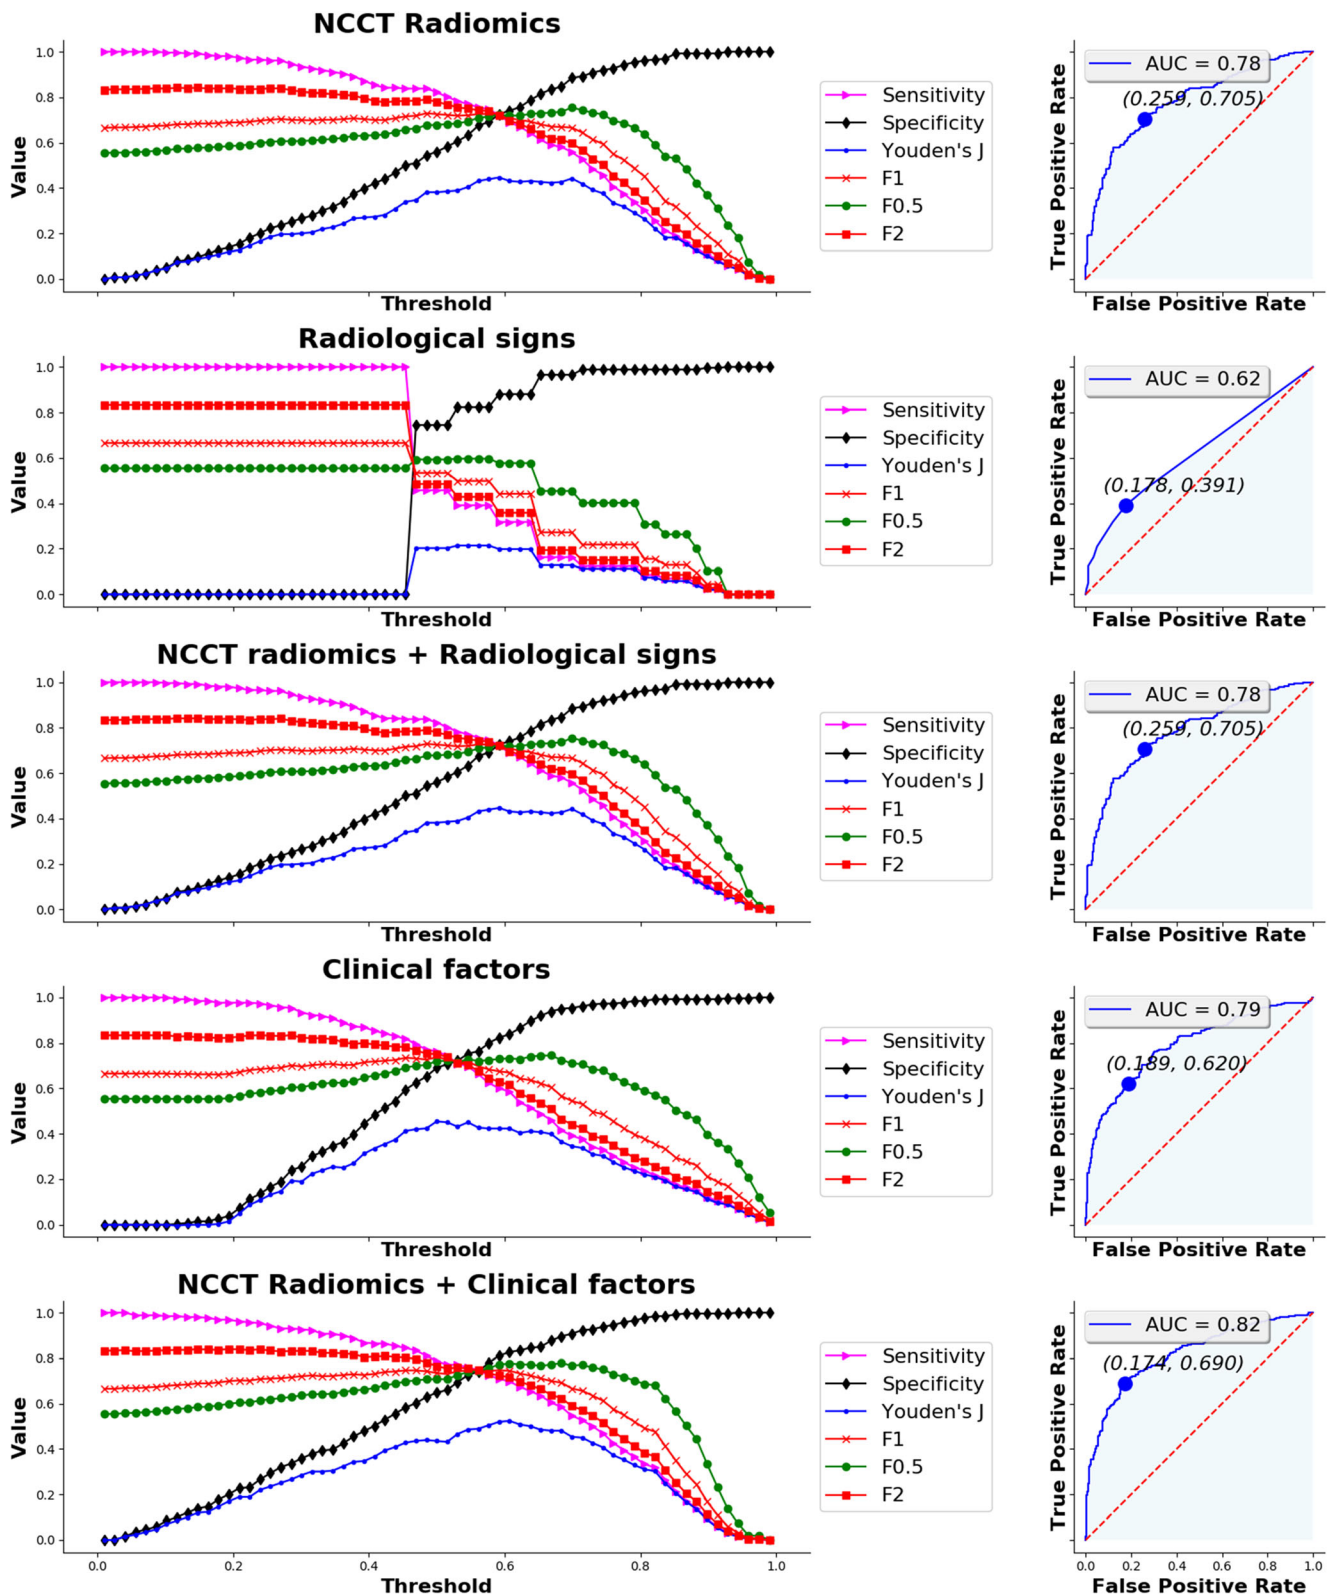 NCCT Radiomics
1.0
0.8
0.6
0.4
0.2
0.0
Value
Threshold
Sensitivity
Specificity
Youden's J
F1
F0.5
F2
AUC = 0.78
(0.259, 0.705)
True Positive Rate
False Positive Rate
Radiological signs
1.0
0.8
0.6
0.4
0.2
0.0
Value
Threshold
Sensitivity
Specificity
Youden's J
F1
F0.5
F2
AUC = 0.62
(0.178, 0.391)
True Positive Rate
False Positive Rate
NCCT radiomics + Radiological signs
1.0
0.8
0.6
0.4
0.2
0.0
Value
Threshold
Sensitivity
Specificity
Youden's J
F1
F0.5
F2
AUC = 0.78
(0.259, 0.705)
True Positive Rate
False Positive Rate
Clinical factors
1.0
0.8
0.6
0.4
0.2
0.0
Value
Threshold
Sensitivity
Specificity
Youden's J
F1
F0.5
F2
AUC = 0.79
(0.189, 0.620)
True Positive Rate
False Positive Rate
NCCT Radiomics + Clinical factors
1.0
0.8
0.6
0.4
0.2
0.0
Value
0.0 0.2 0.4 0.6 0.8 1.0
Threshold
Sensitivity
Specificity
Youden's J
F1
F0.5
F2
AUC = 0.82
(0.174, 0.690)
True Positive Rate
0.0 0.2 0.4 0.6 0.8 1.0
False Positive Rate